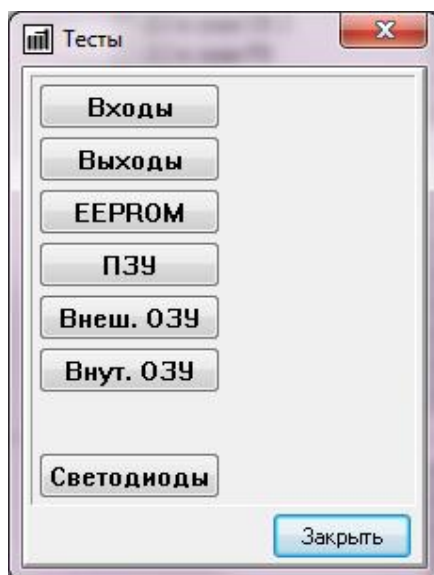 Тесты
Входы
Выходы
EEPROM
ПЗУ
Внеш. ОЗУ
Внут. ОЗУ
Светодиоды
Закрыть